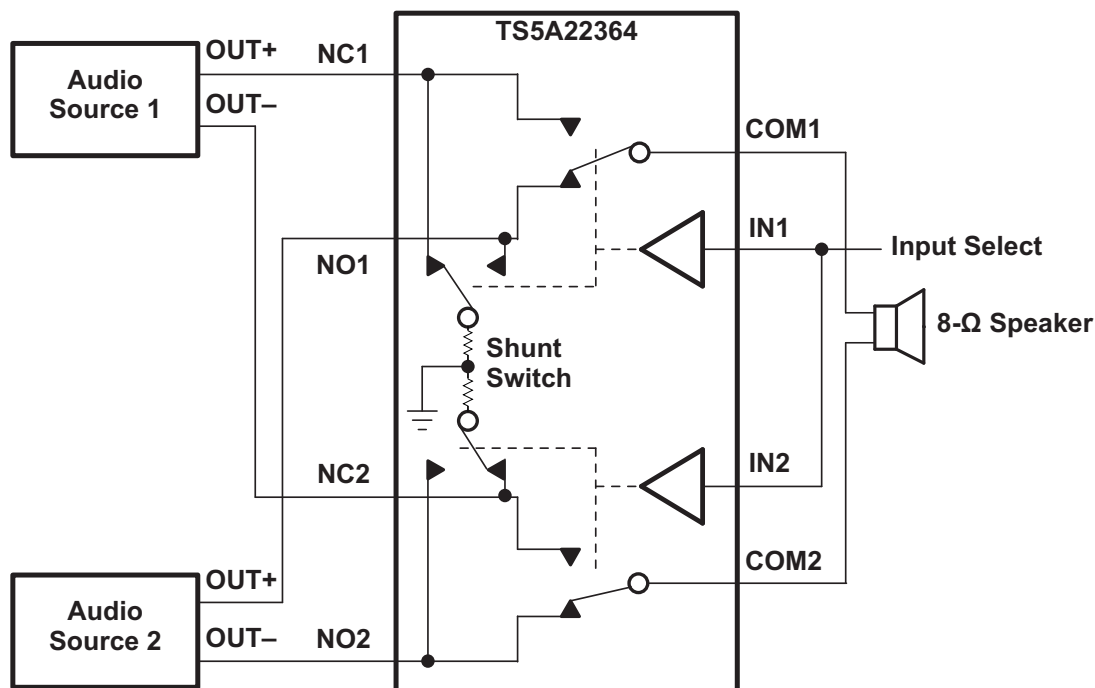 TS5A22364
Audio
Source 1
OUT+
OUT–
NC1
COM1
IN1
Input Select
NO1
8-Ω Speaker
Shunt
Switch
NC2
IN2
COM2
Audio
Source 2
OUT+
OUT–
NO2